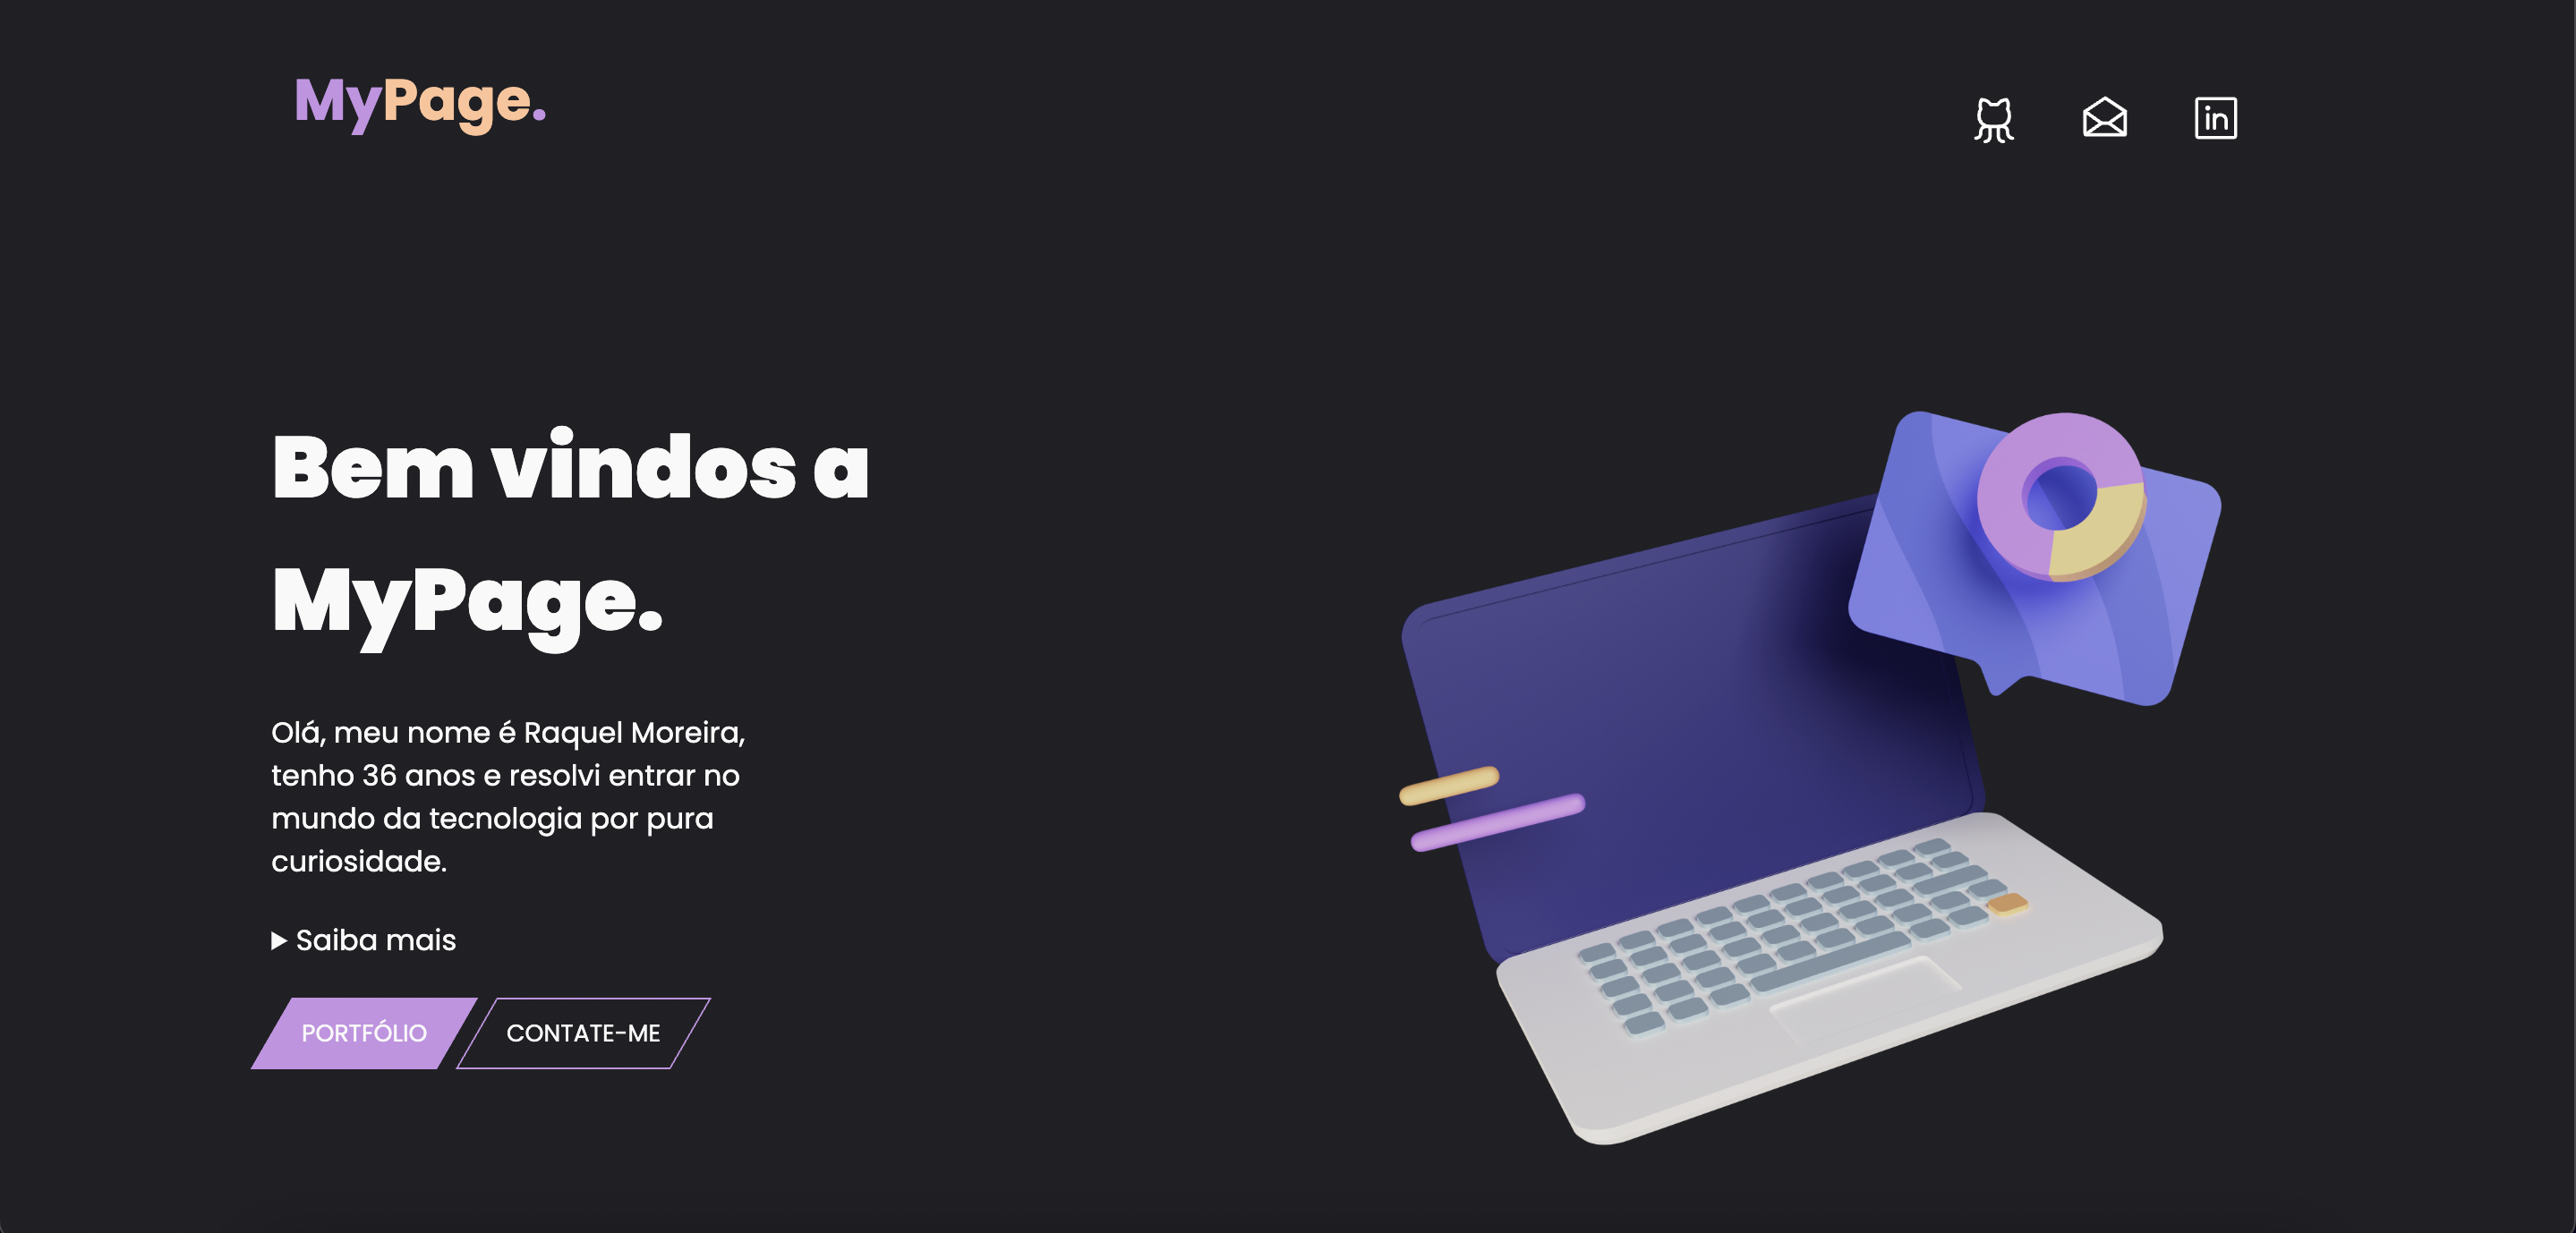 MyPage.
in
Bem vindos a
MyPage.
Olá, meu nome é Raquel Moreira,
tenho 36 anos e resolvi entrar no
mundo da tecnologia por pura
curiosidade.
Saiba mais
PORTFÓLIO
CONTATE-ME